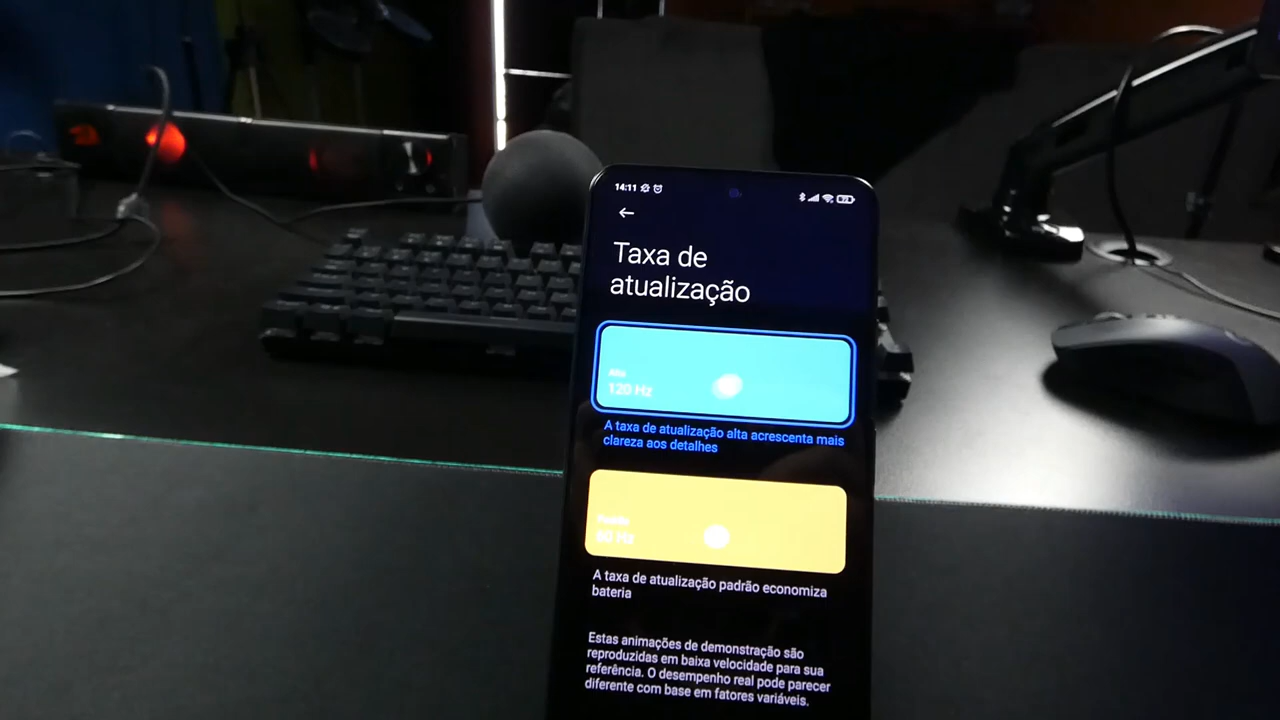 14:11
Taxa de
atualização
Alta
120 Hz
A taxa de atualização alta acrescenta mais
clareza aos detalhes
60 Hz
A taxa de atualização padrão economiza
bateria
Estas animações de demonstração são
reproduzidas em baixa velocidade para sua
referência. O desempenho real pode parecer
diferente com base em fatores variáveis.